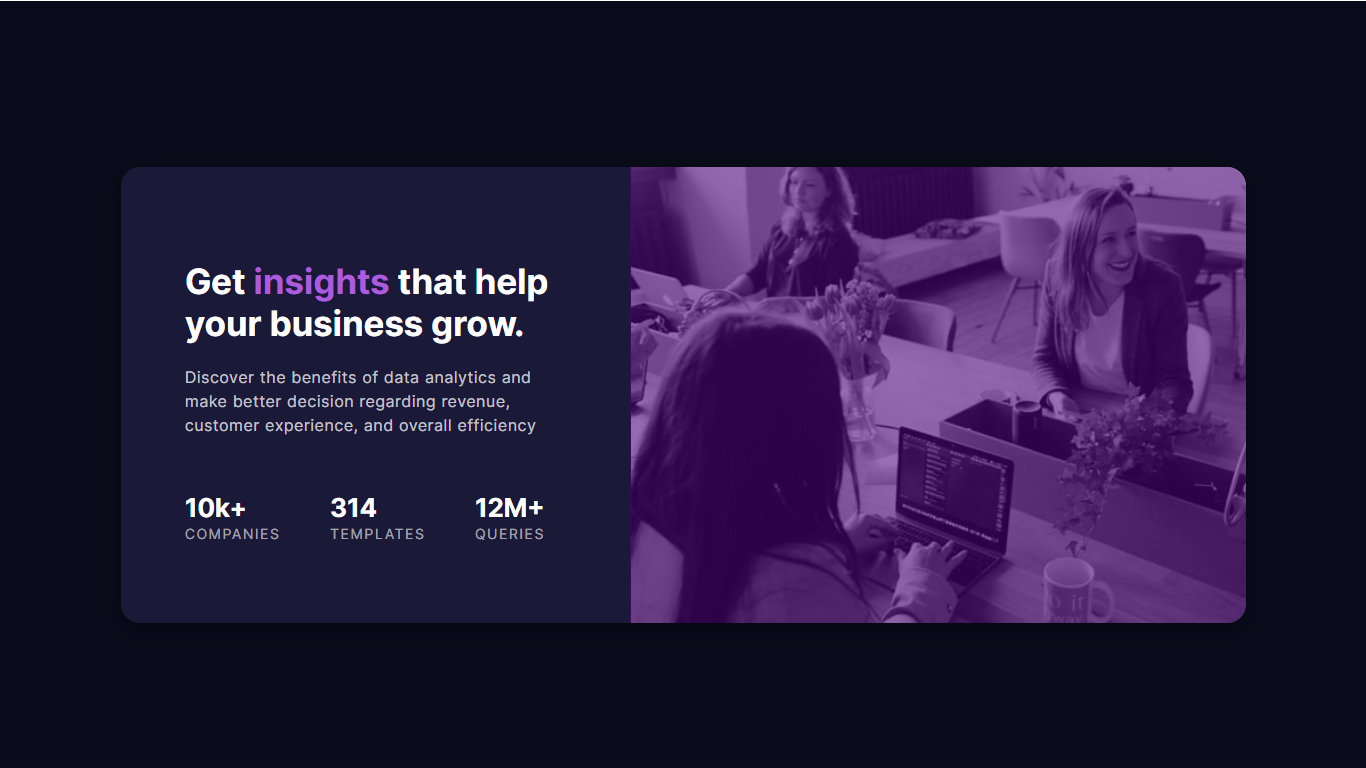 Get insights that help
your business grow.
Discover the benefits of data analytics and
make better decision regarding revenue,
customer experience, and overall efficiency
10k+ 314 12M+
COMPANIES TEMPLATES QUERIES